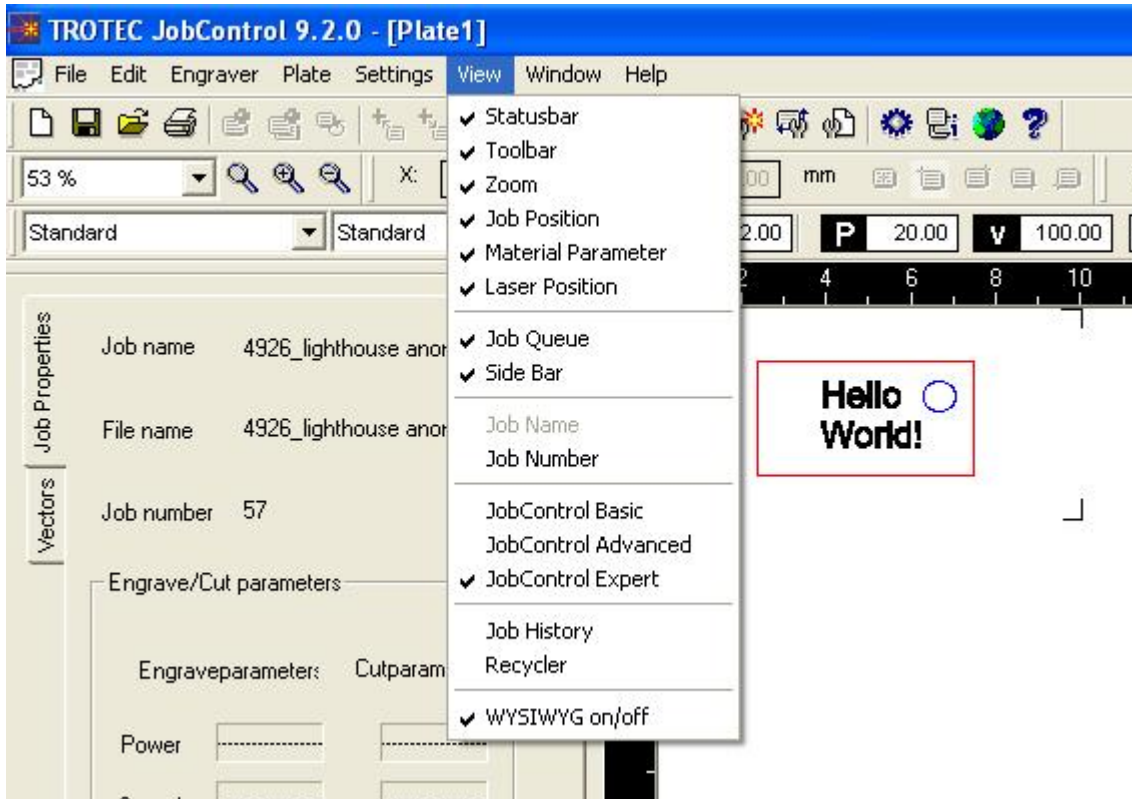 TROTEC JobControl 9.2.0 - [Plate1]
File Edit Engraver Plate Settings View Window Help
53 % X: mm
Standard Standard 2.00 P 20.00 v 100.00
Statusbar
Toolbar
Zoom
Job Position
Material Parameter
Laser Position
Job Queue
Side Bar
Job Name
Job Number
JobControl Basic
JobControl Advanced
JobControl Expert
Job History
Recycler
WYSIWYG on/off
Job Properties
Vectors
Job name 4926_lighthouse anor
File name 4926_lighthouse anor
Job number 57
Engrave/Cut parameters
Engraveparameters Cutparam
Power
2 4 6 8 10
Hello
World!